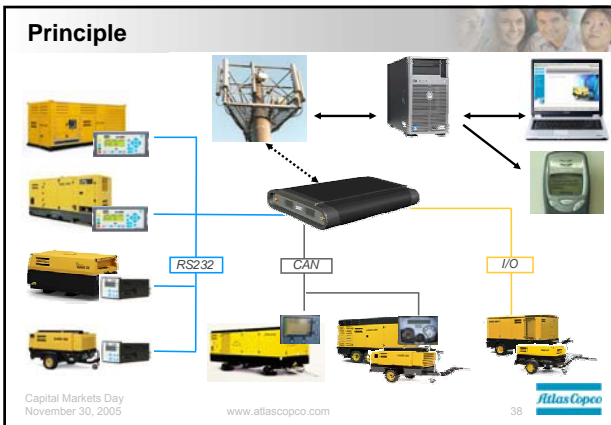 Principle
RS232
CAN
I/O
Capital Markets Day
November 30, 2005
www.atlascopco.com
38
Atlas Copco